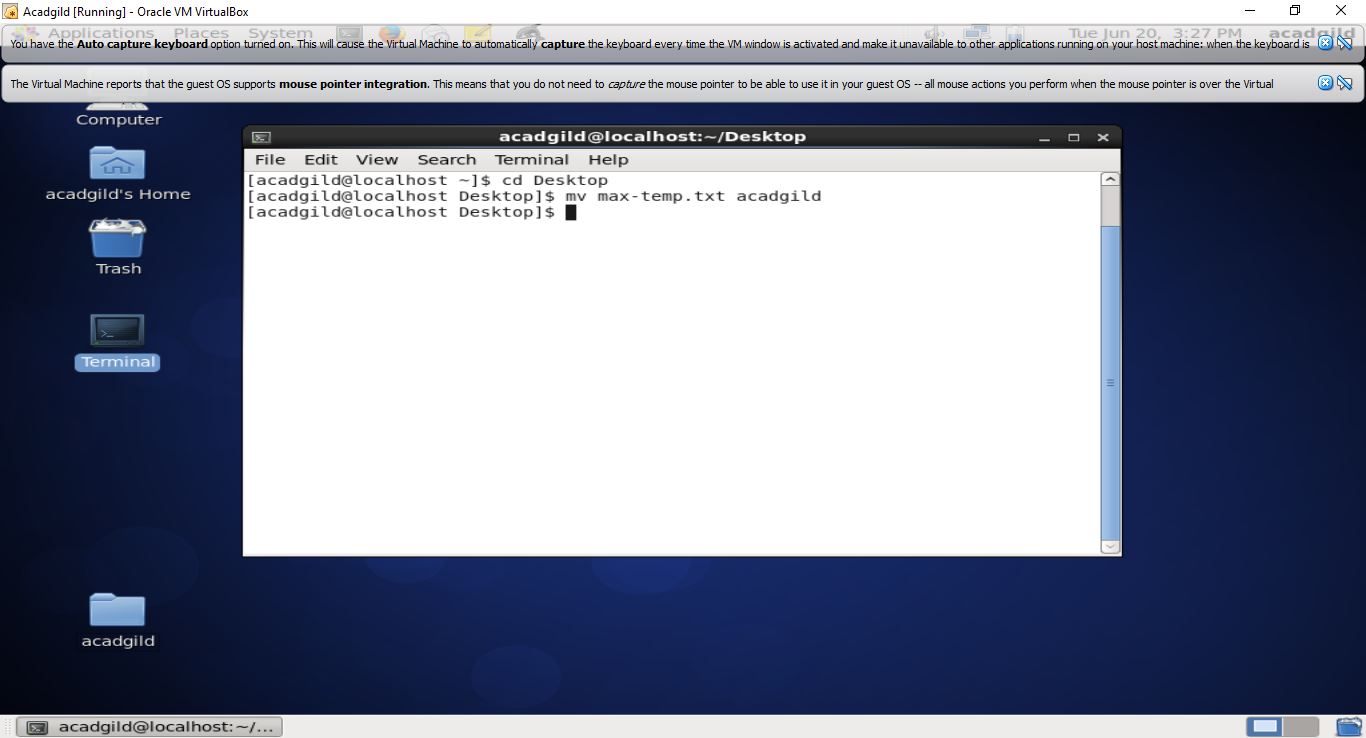 Acadgild [Running] - Oracle VM VirtualBox
Applications Places System Tue Jun 20, 3:27 PM acadgild
You have the Auto capture keyboard option turned on. This will cause the Virtual Machine to automatically capture the keyboard every time the VM window is activated and make it unavailable to other applications running on your host machine: when the keyboard is
The Virtual Machine reports that the guest OS supports mouse pointer integration. This means that you do not need to capture the mouse pointer to be able to use it in your guest OS -- all mouse actions you perform when the mouse pointer is over the Virtual
Computer
acadgild's Home
Trash
Terminal
acadgild
acadgild@localhost:~/Desktop
File Edit View Search Terminal Help
[acadgild@localhost ~]$ cd Desktop
[acadgild@localhost Desktop]$ mv max-temp.txt acadgild
[acadgild@localhost Desktop]$
acadgild@localhost:~/...